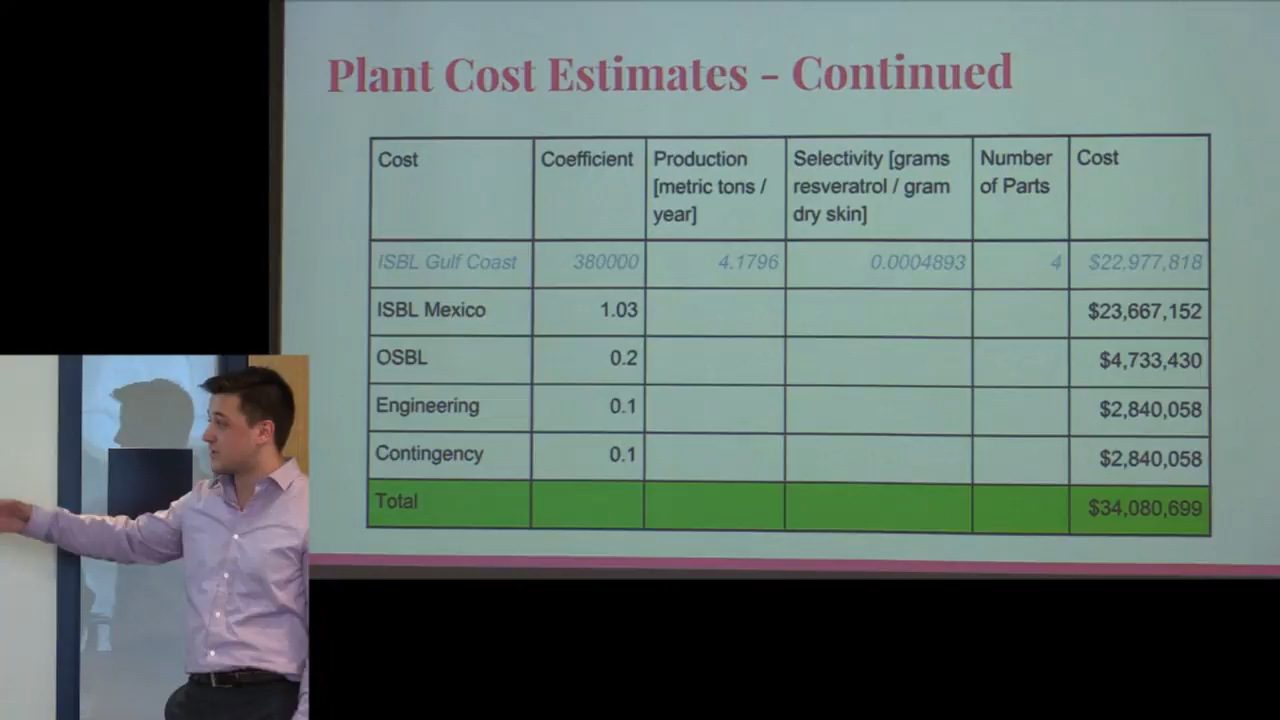 Plant Cost Estimates - Continued
Cost Coefficient Production [metric tons / year] Selectivity [grams resveratrol / gram dry skin] Number of Parts Cost
ISBL Gulf Coast 380000 4.1796 0.0004893 4 $22,977,818
ISBL Mexico 1.03 $23,667,152
OSBL 0.2 $4,733,430
Engineering 0.1 $2,840,058
Contingency 0.1 $2,840,058
Total $34,080,699